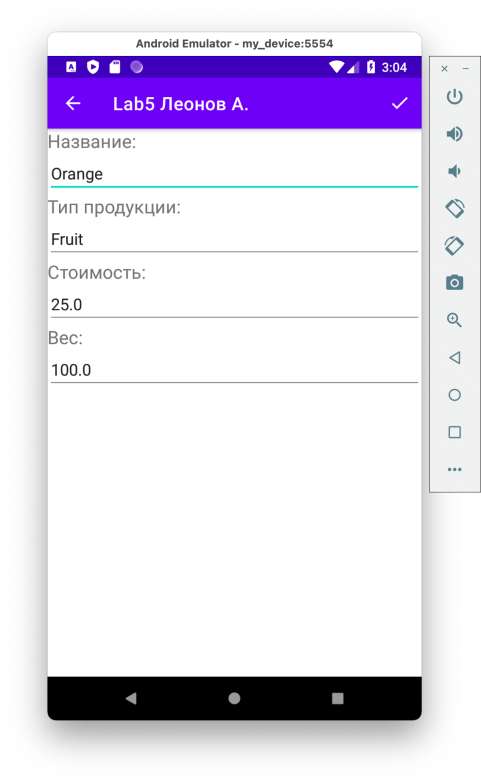 Android Emulator - my_device:5554
3:04
Lab5 Леонов А.
Название:
Orange
Тип продукции:
Fruit
Стоимость:
25.0
Вес:
100.0